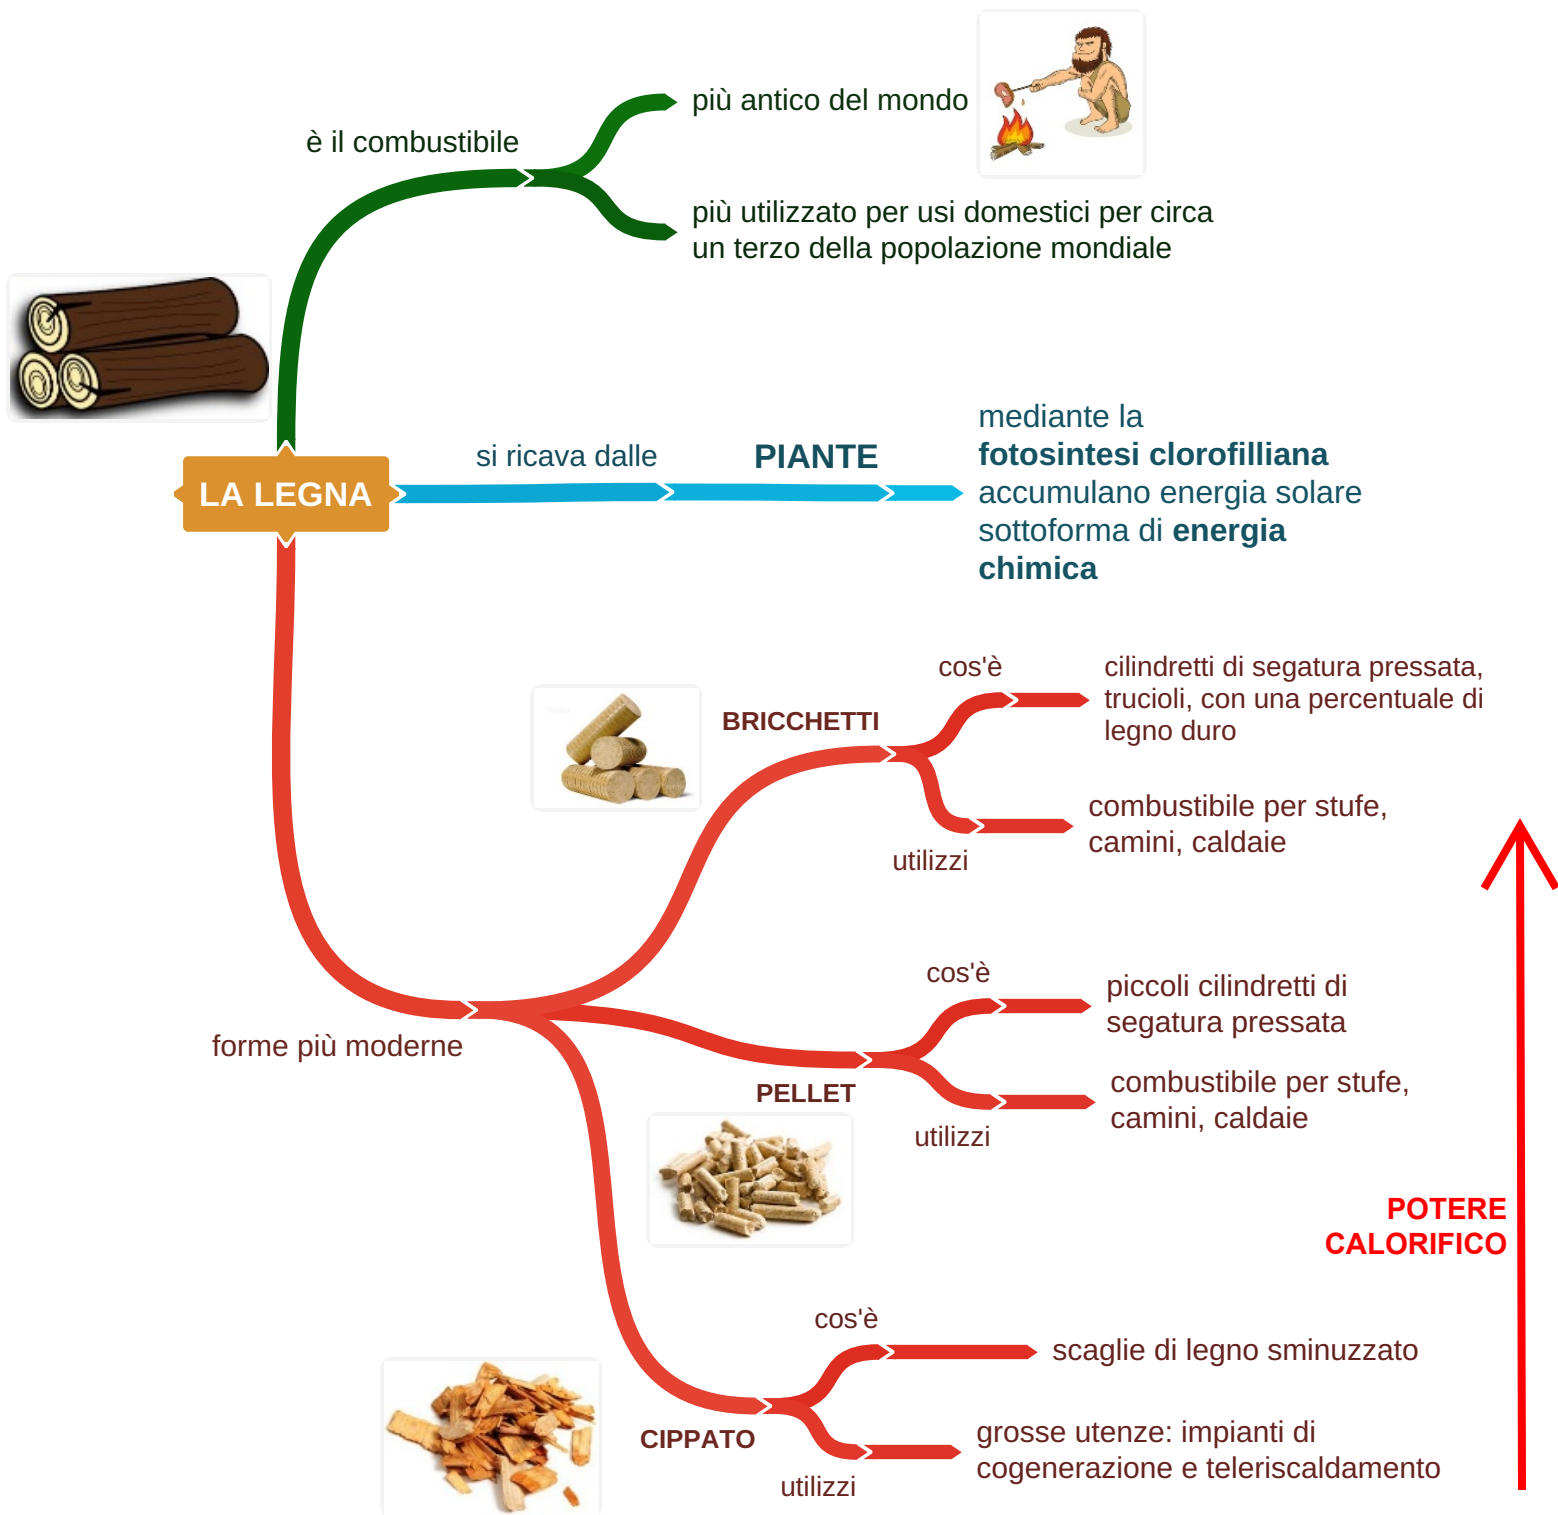 più antico del mondo
è il combustibile
più utilizzato per usi domestici per circa
un terzo della popolazione mondiale
LA LEGNA
si ricava dalle
PIANTE
mediante la
fotosintesi clorofilliana
accumulano energia solare
sottoforma di energia
chimica
forme più moderne
BRICCHETTI
cos'è
cilindretti di segatura pressata,
trucioli, con una percentuale di
legno duro
utilizzi
combustibile per stufe,
camini, caldaie
PELLET
cos'è
piccoli cilindretti di
segatura pressata
utilizzi
combustibile per stufe,
camini, caldaie
CIPPATO
cos'è
scaglie di legno sminuzzato
utilizzi
grosse utenze: impianti di
cogenerazione e teleriscaldamento
POTERE
CALORIFICO